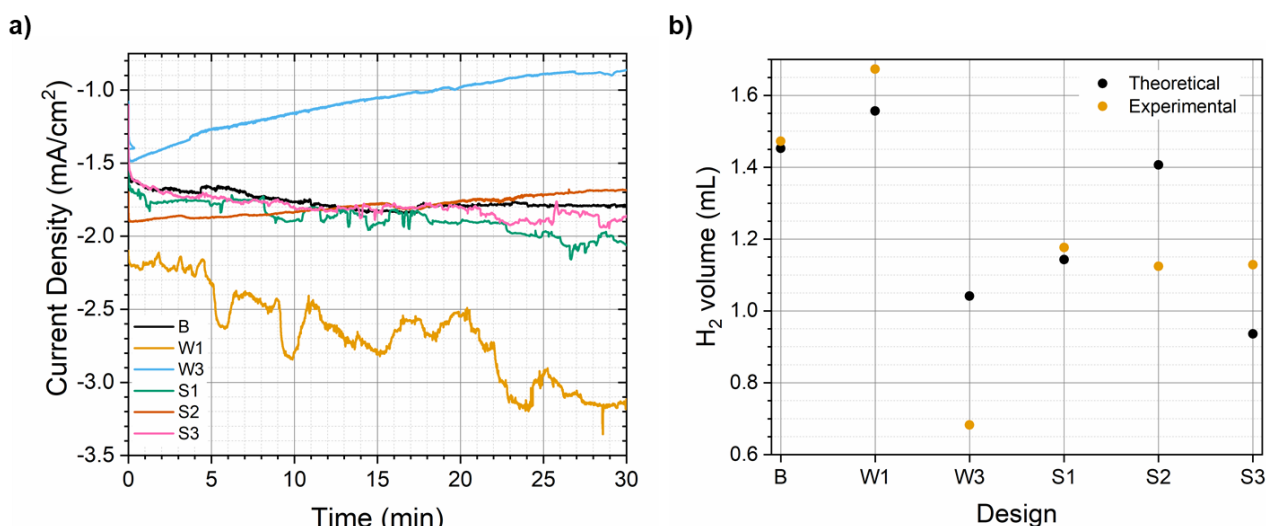 a)
Current Density (mA/cm²)
-1.0
-1.5
-2.0
-2.5
-3.0
-3.5
B
W1
W3
S1
S2
S3
0 5 10 15 20 25 30
Time (min)
b)
H₂ volume (mL)
1.6
1.4
1.2
1.0
0.8
0.6
Theoretical
Experimental
B W1 W3 S1 S2 S3
Design